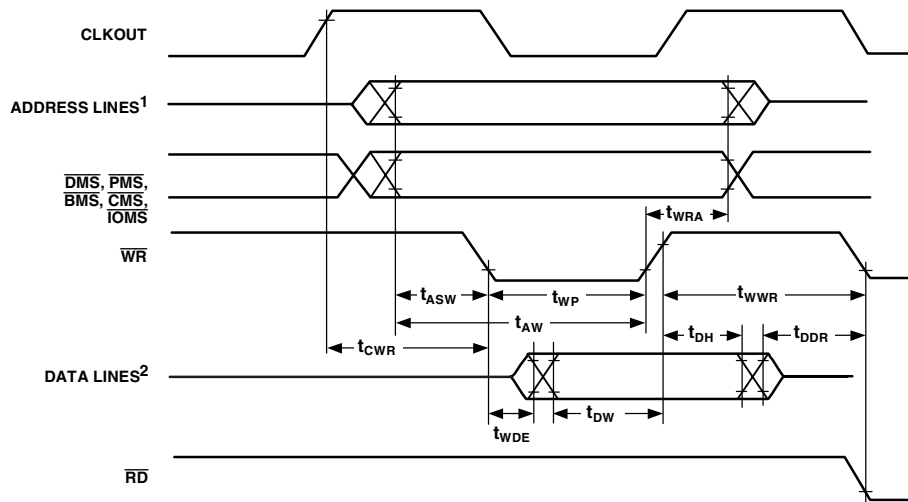 CLKOUT
ADDRESS LINES¹
DMS, PMS,
BMS, CMS,
IOMS
tWRA
WR
tASW
tWP
tWWR
tAW
tCWR
tDH
tDDR
DATA LINES²
tWDE
tDW
RD